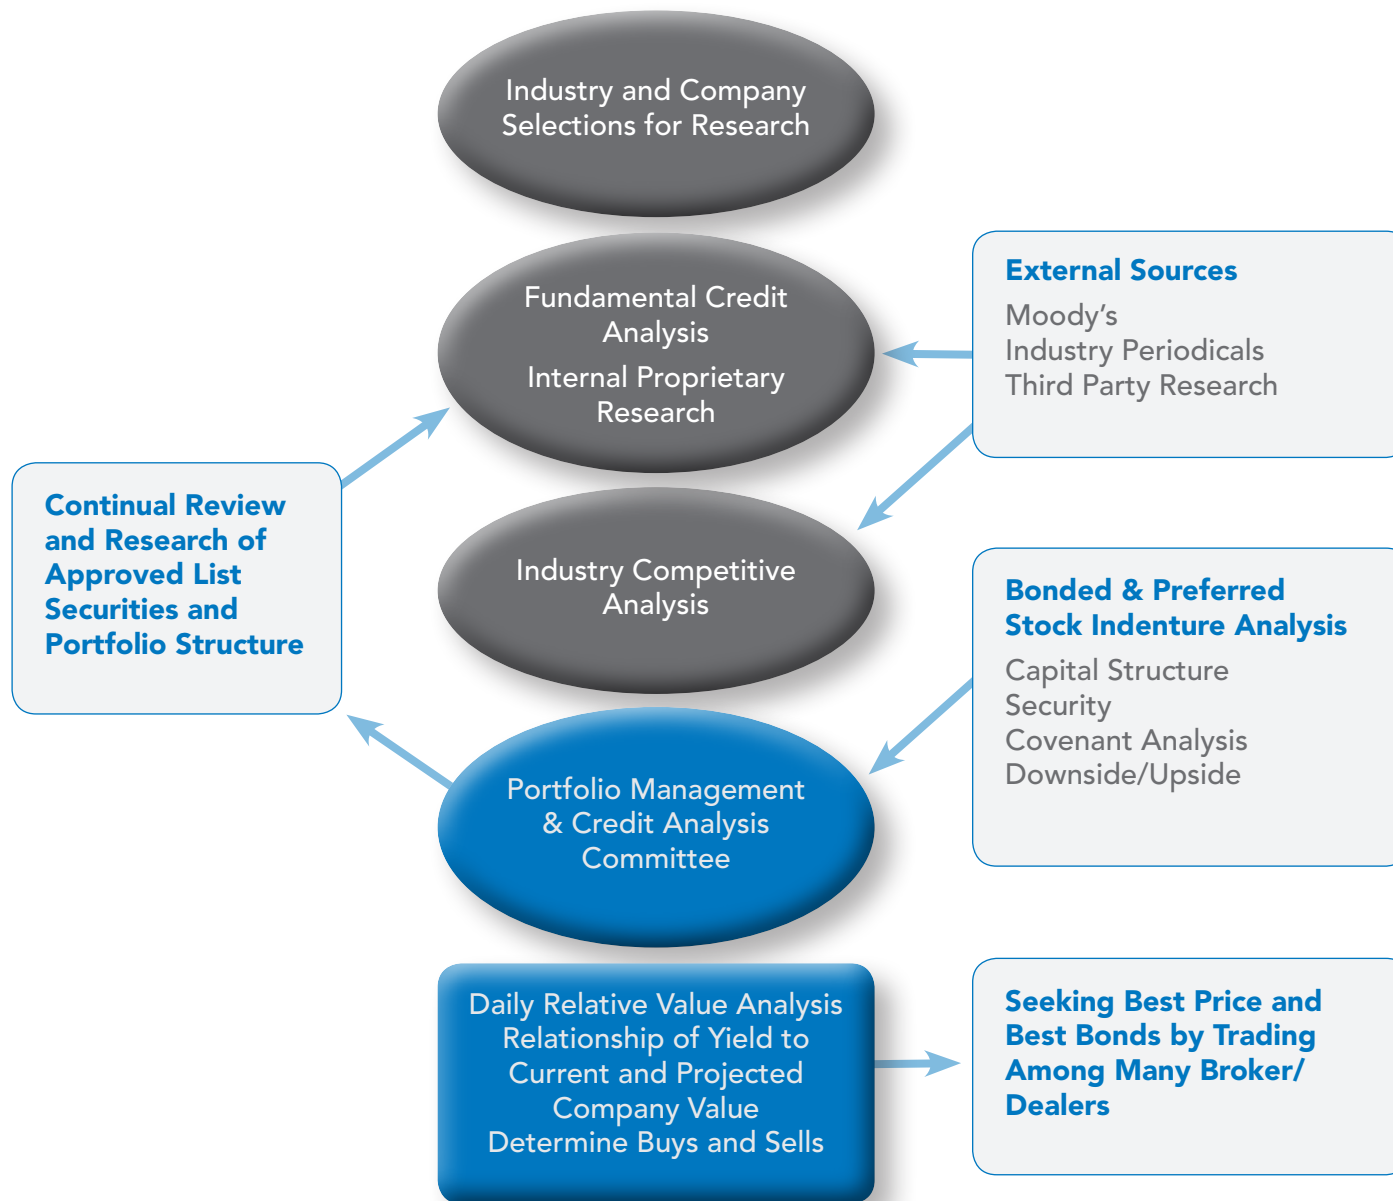 Industry and Company
Selections for Research
Fundamental Credit
Analysis
Internal Proprietary
Research
External Sources
Moody’s
Industry Periodicals
Third Party Research
Continual Review
and Research of
Approved List
Securities and
Portfolio Structure
Industry Competitive
Analysis
Bonded & Preferred
Stock Indenture Analysis
Capital Structure
Security
Covenant Analysis
Downside/Upside
Portfolio Management
& Credit Analysis
Committee
Daily Relative Value Analysis
Relationship of Yield to
Current and Projected
Company Value
Determine Buys and Sells
Seeking Best Price and
Best Bonds by Trading
Among Many Broker/
Dealers